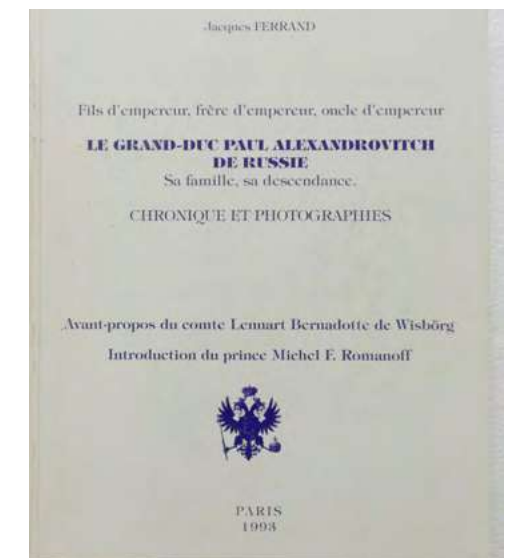 Jacques FERRAND
Fils d'empereur, frère d'empereur, oncle d'empereur
LE GRAND-DUC PAUL ALEXANDROVITCH
DE RUSSIE
Sa famille, sa descendance.
CHRONIQUE ET PHOTOGRAPHIES
Avant-propos du comte Lennart Bernadotte de Wisbörg
Introduction du prince Michel F. Romanoff
PARIS
1993